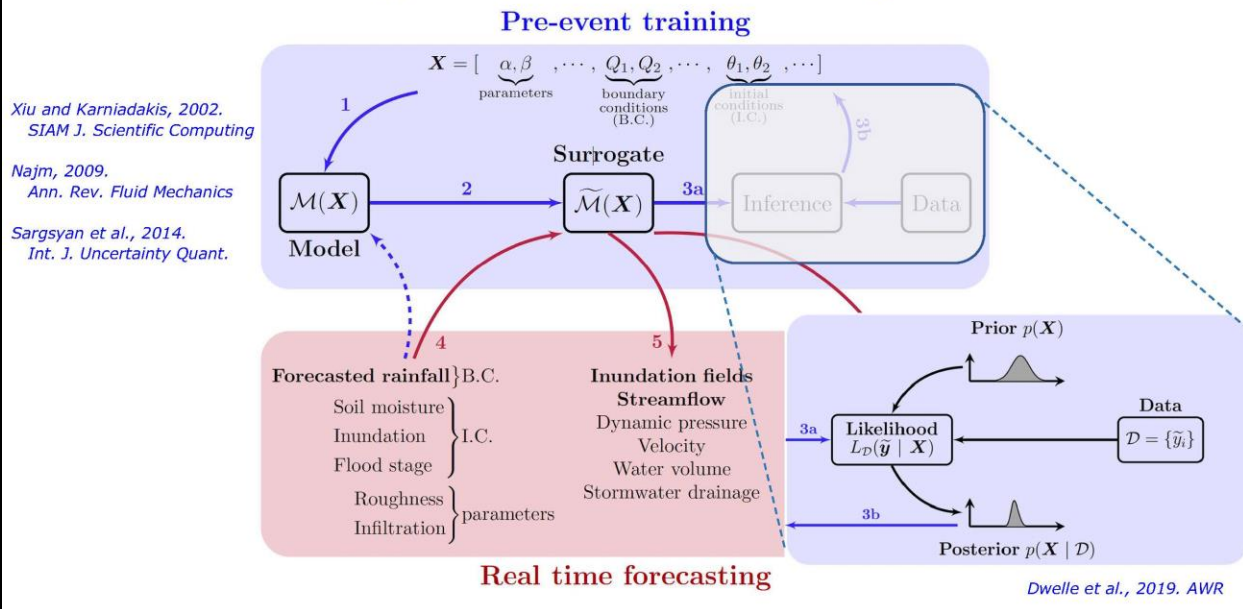 Pre-event training
X = [ α, β , ⋯ , Q₁, Q₂ , ⋯ , θ₁, θ₂ , ⋯ ]
parameters
boundary
conditions
(B.C.)
initial
conditions
(I.C.)
Xiu and Karniadakis, 2002.
SIAM J. Scientific Computing
Najm, 2009.
Ann. Rev. Fluid Mechanics
Sargsyan et al., 2014.
Int. J. Uncertainty Quant.
1
3b
Surrogate
2
3a
ℳ(X)
ℳ̃(X)
Inference
Data
Model
4
5
Forecasted rainfall}B.C.
Soil moisture
Inundation
Flood stage
I.C.
Roughness
Infiltration
parameters
Inundation fields
Streamflow
Dynamic pressure
Velocity
Water volume
Stormwater drainage
Prior p(X)
3a
Likelihood
L_𝒟(ỹ | X)
Data
𝒟 = {ỹᵢ}
3b
Posterior p(X | 𝒟)
Real time forecasting
Dwelle et al., 2019. AWR